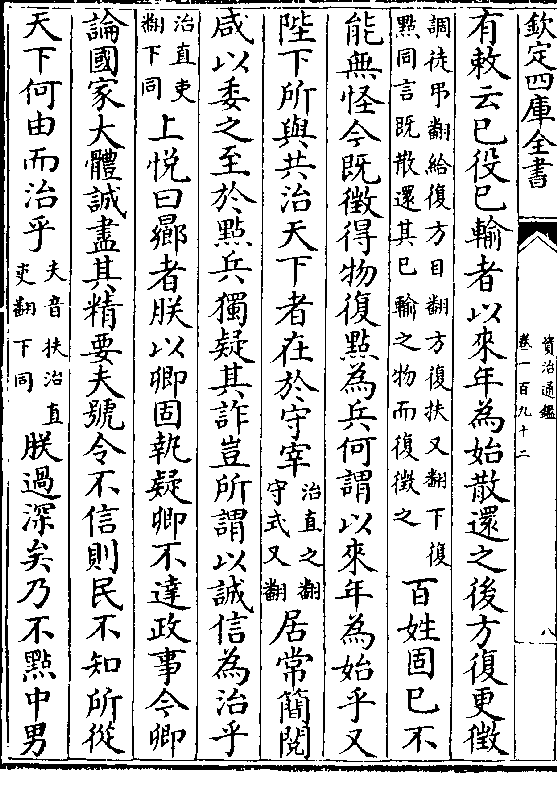 欽定四庫全書
資治通鑑
卷一百九十二
八
有敕云已役已輸者以來年為始散還之後方復更徵
調徒弔翻給復方目翻方復扶又翻下復
點同言既散還其已輸之物而復徵之
百姓固已不
能無怪今既徵得物復點為兵何謂以來年為始乎又
陛下所與共治天下者在於守宰
治直之翻
守式又翻
居常簡閱
咸以委之至於點兵獨疑其詐豈所謂以誠信為治乎
治直吏
翻下同
上悅曰曏者朕以卿固執疑卿不達政事今卿
論國家大體誠盡其精要夫號令不信則民不知所從
天下何由而治乎
夫音扶治直
吏翻下同
朕過深矣乃不點中男